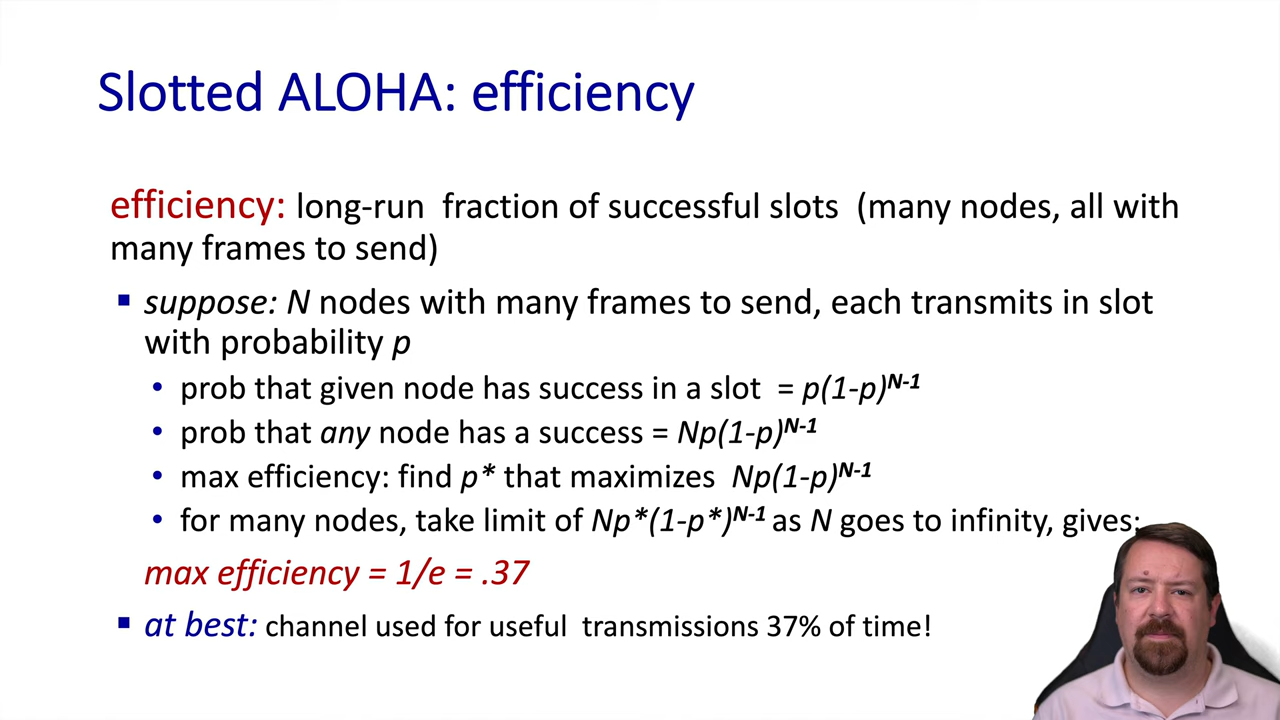 Slotted ALOHA: efficiency
efficiency: long-run fraction of successful slots (many nodes, all with
many frames to send)
▪ suppose: N nodes with many frames to send, each transmits in slot
with probability p
• prob that given node has success in a slot = p(1-p)^N-1
• prob that any node has a success = Np(1-p)^N-1
• max efficiency: find p* that maximizes Np(1-p)^N-1
• for many nodes, take limit of Np*(1-p*)^N-1 as N goes to infinity, gives:
max efficiency = 1/e = .37
▪ at best: channel used for useful transmissions 37% of time!